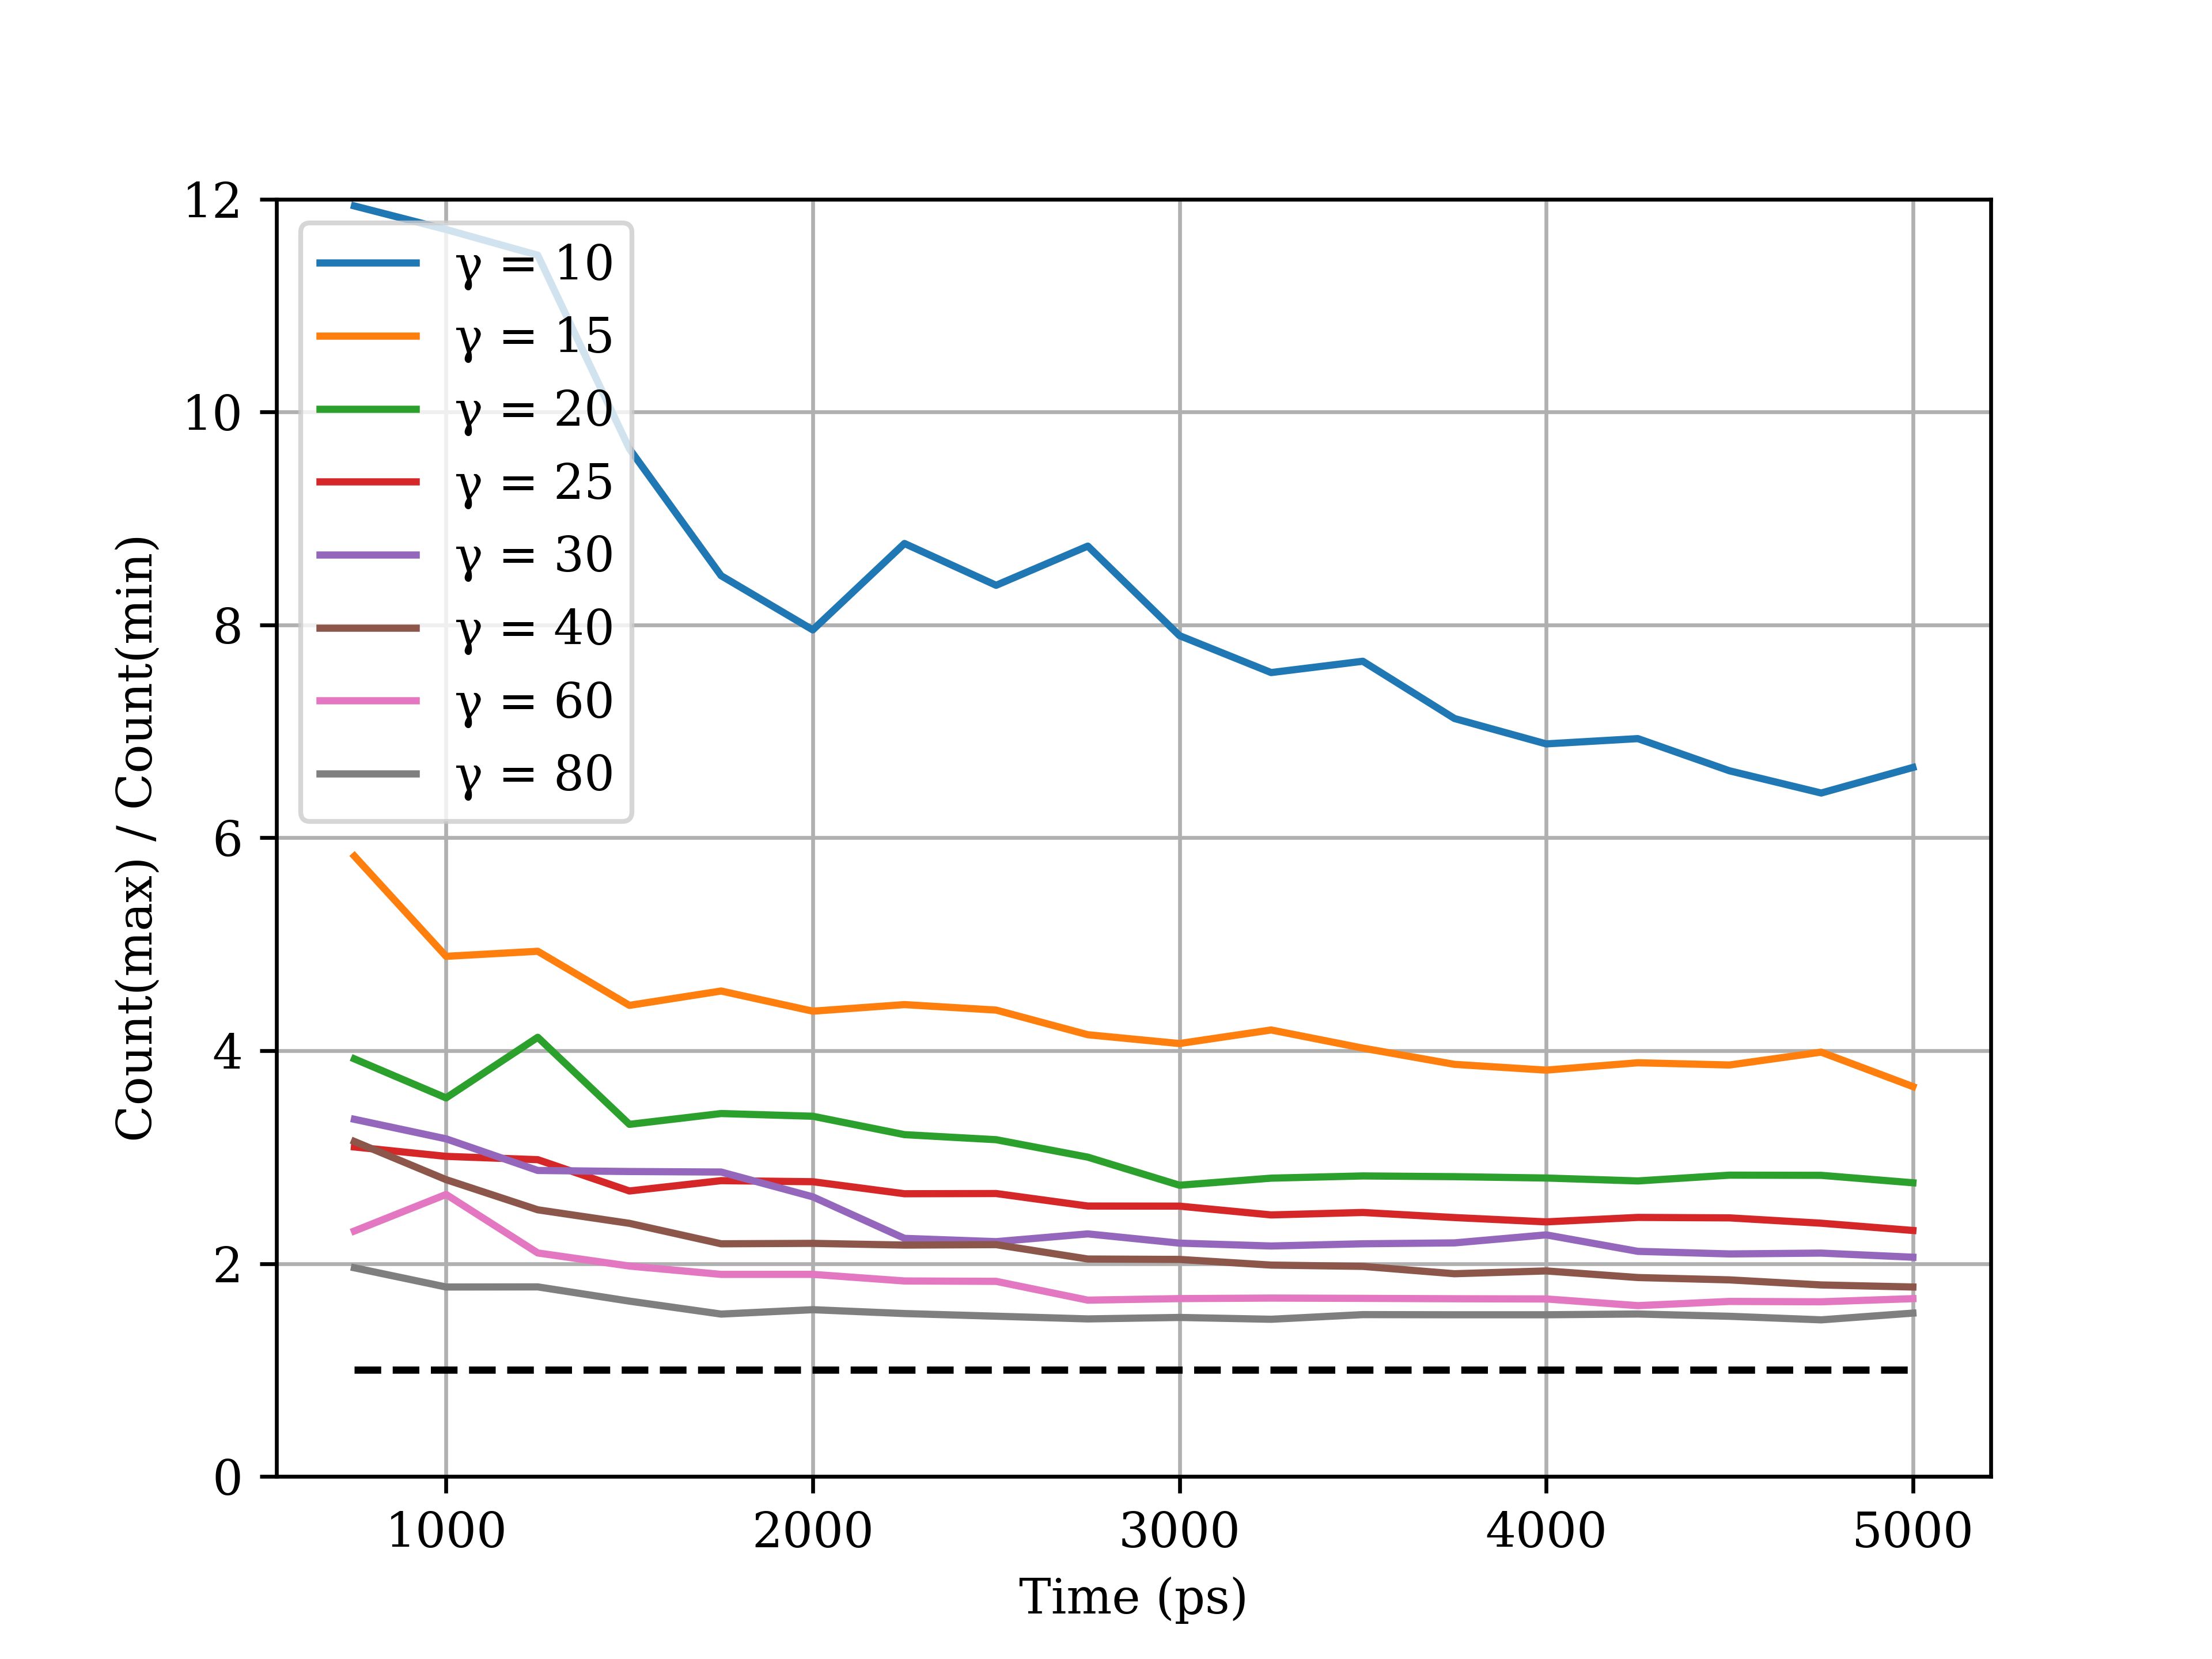 12
10
8
6
4
2
0
Count(max) / Count(min)
γ = 10
γ = 15
γ = 20
γ = 25
γ = 30
γ = 40
γ = 60
γ = 80
1000 2000 3000 4000 5000
Time (ps)